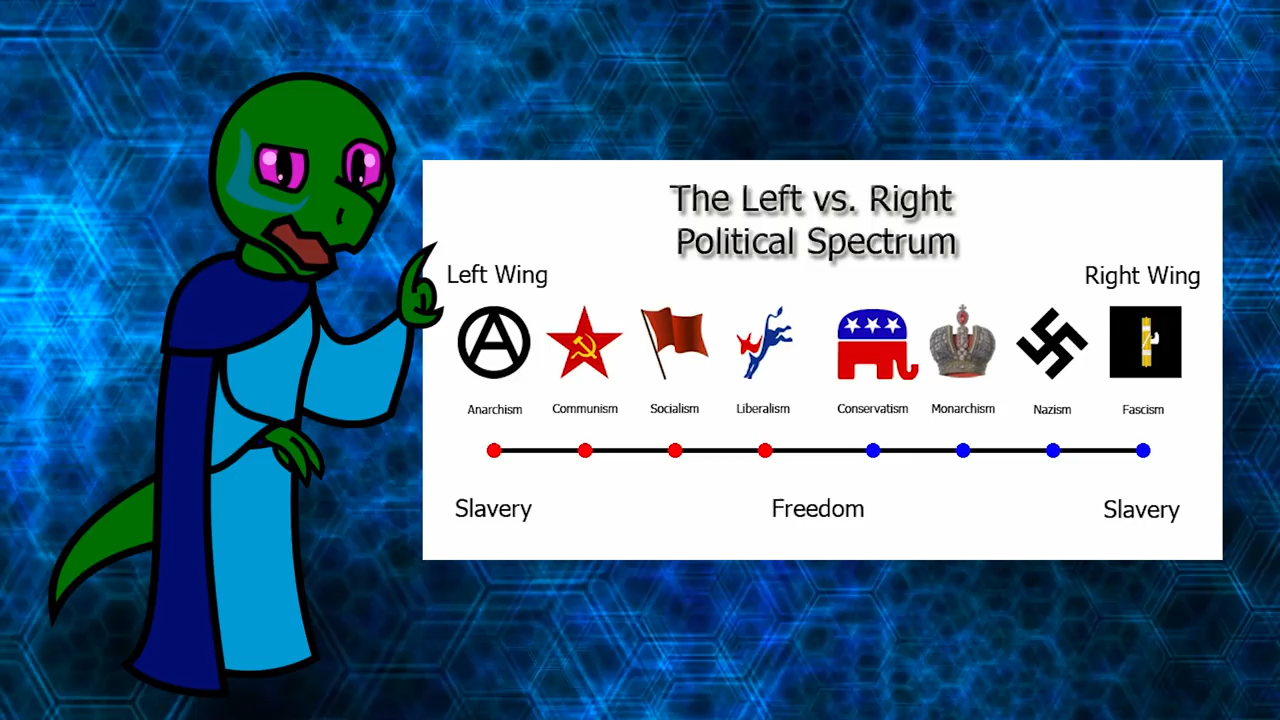 The Left vs. Right
Political Spectrum
Left Wing
Right Wing
Anarchism
Communism
Socialism
Liberalism
Conservatism
Monarchism
Nazism
Fascism
Slavery
Freedom
Slavery